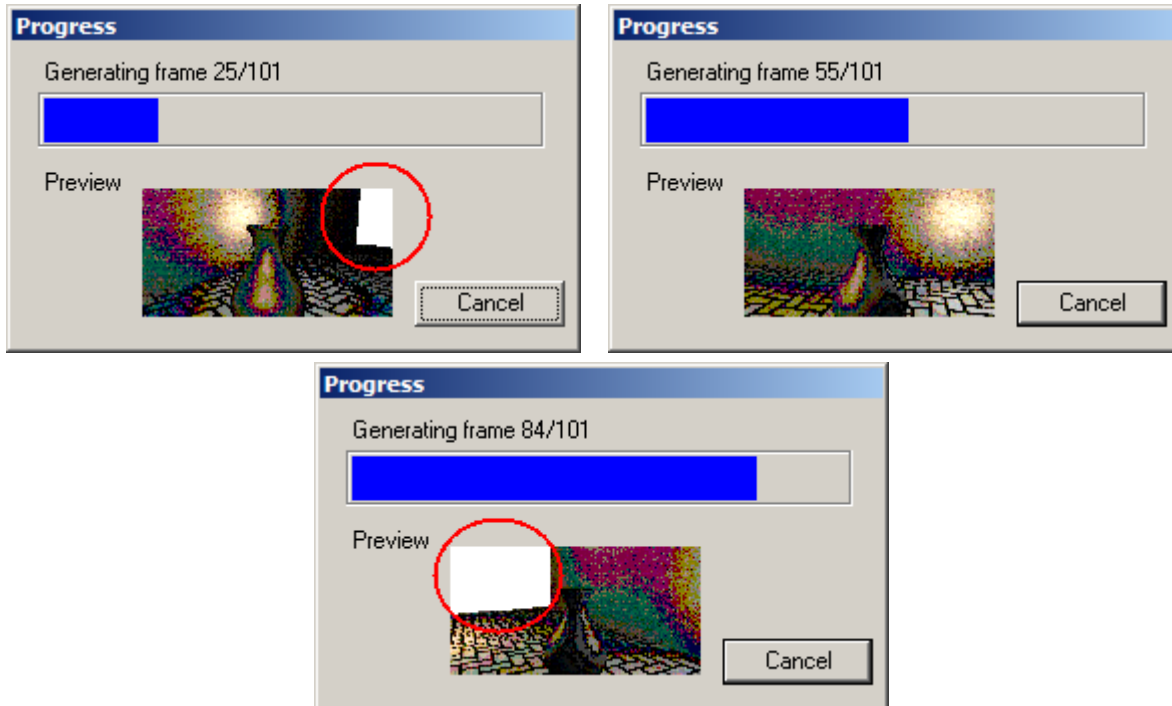 Progress
Generating frame 25/101
Preview
Cancel
Progress
Generating frame 55/101
Preview
Cancel
Progress
Generating frame 84/101
Preview
Cancel